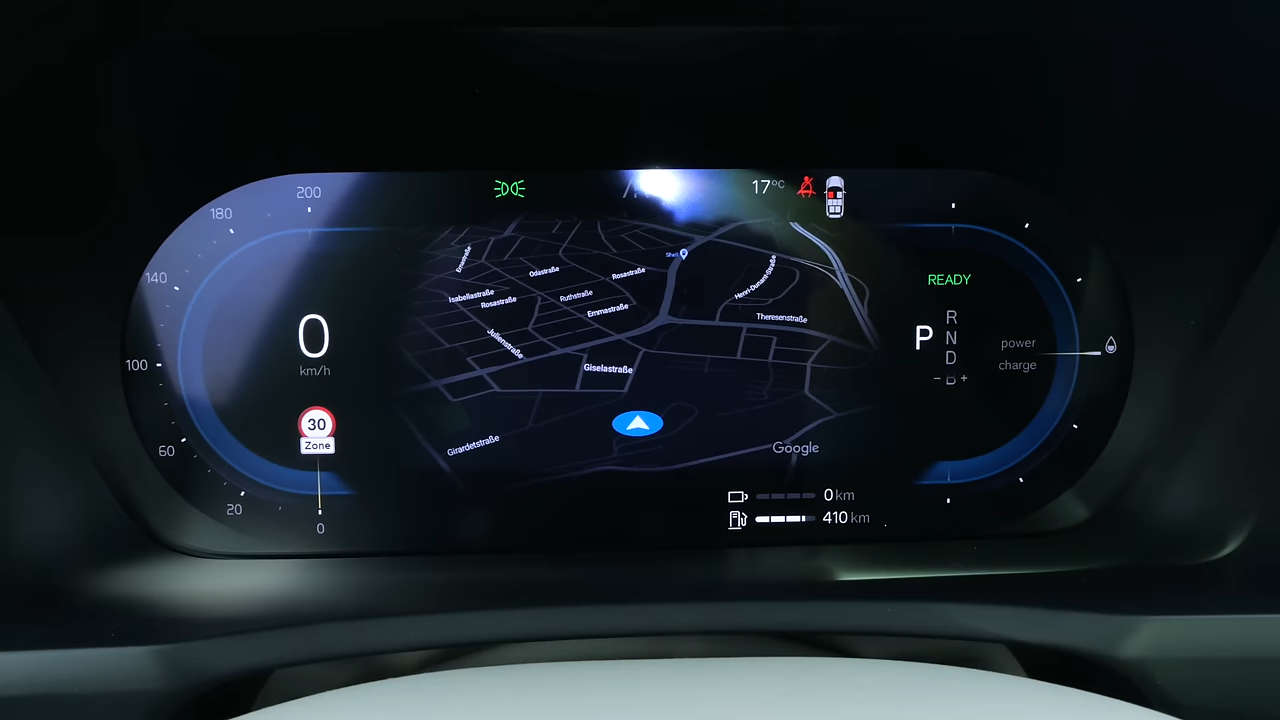 200
180
140
100
60
20
0
0
km/h
30
Zone
17°C
Shell
Odastraße
Rosastraße
Isabellastraße
Rosastraße
Ruthstraße
Emmastraße
Henri-Dunant-Straße
Theresenstraße
Julienstraße
Giselastraße
Girardetstraße
Google
0 km
410 km
READY
P
R
N
D
− B +
power
charge